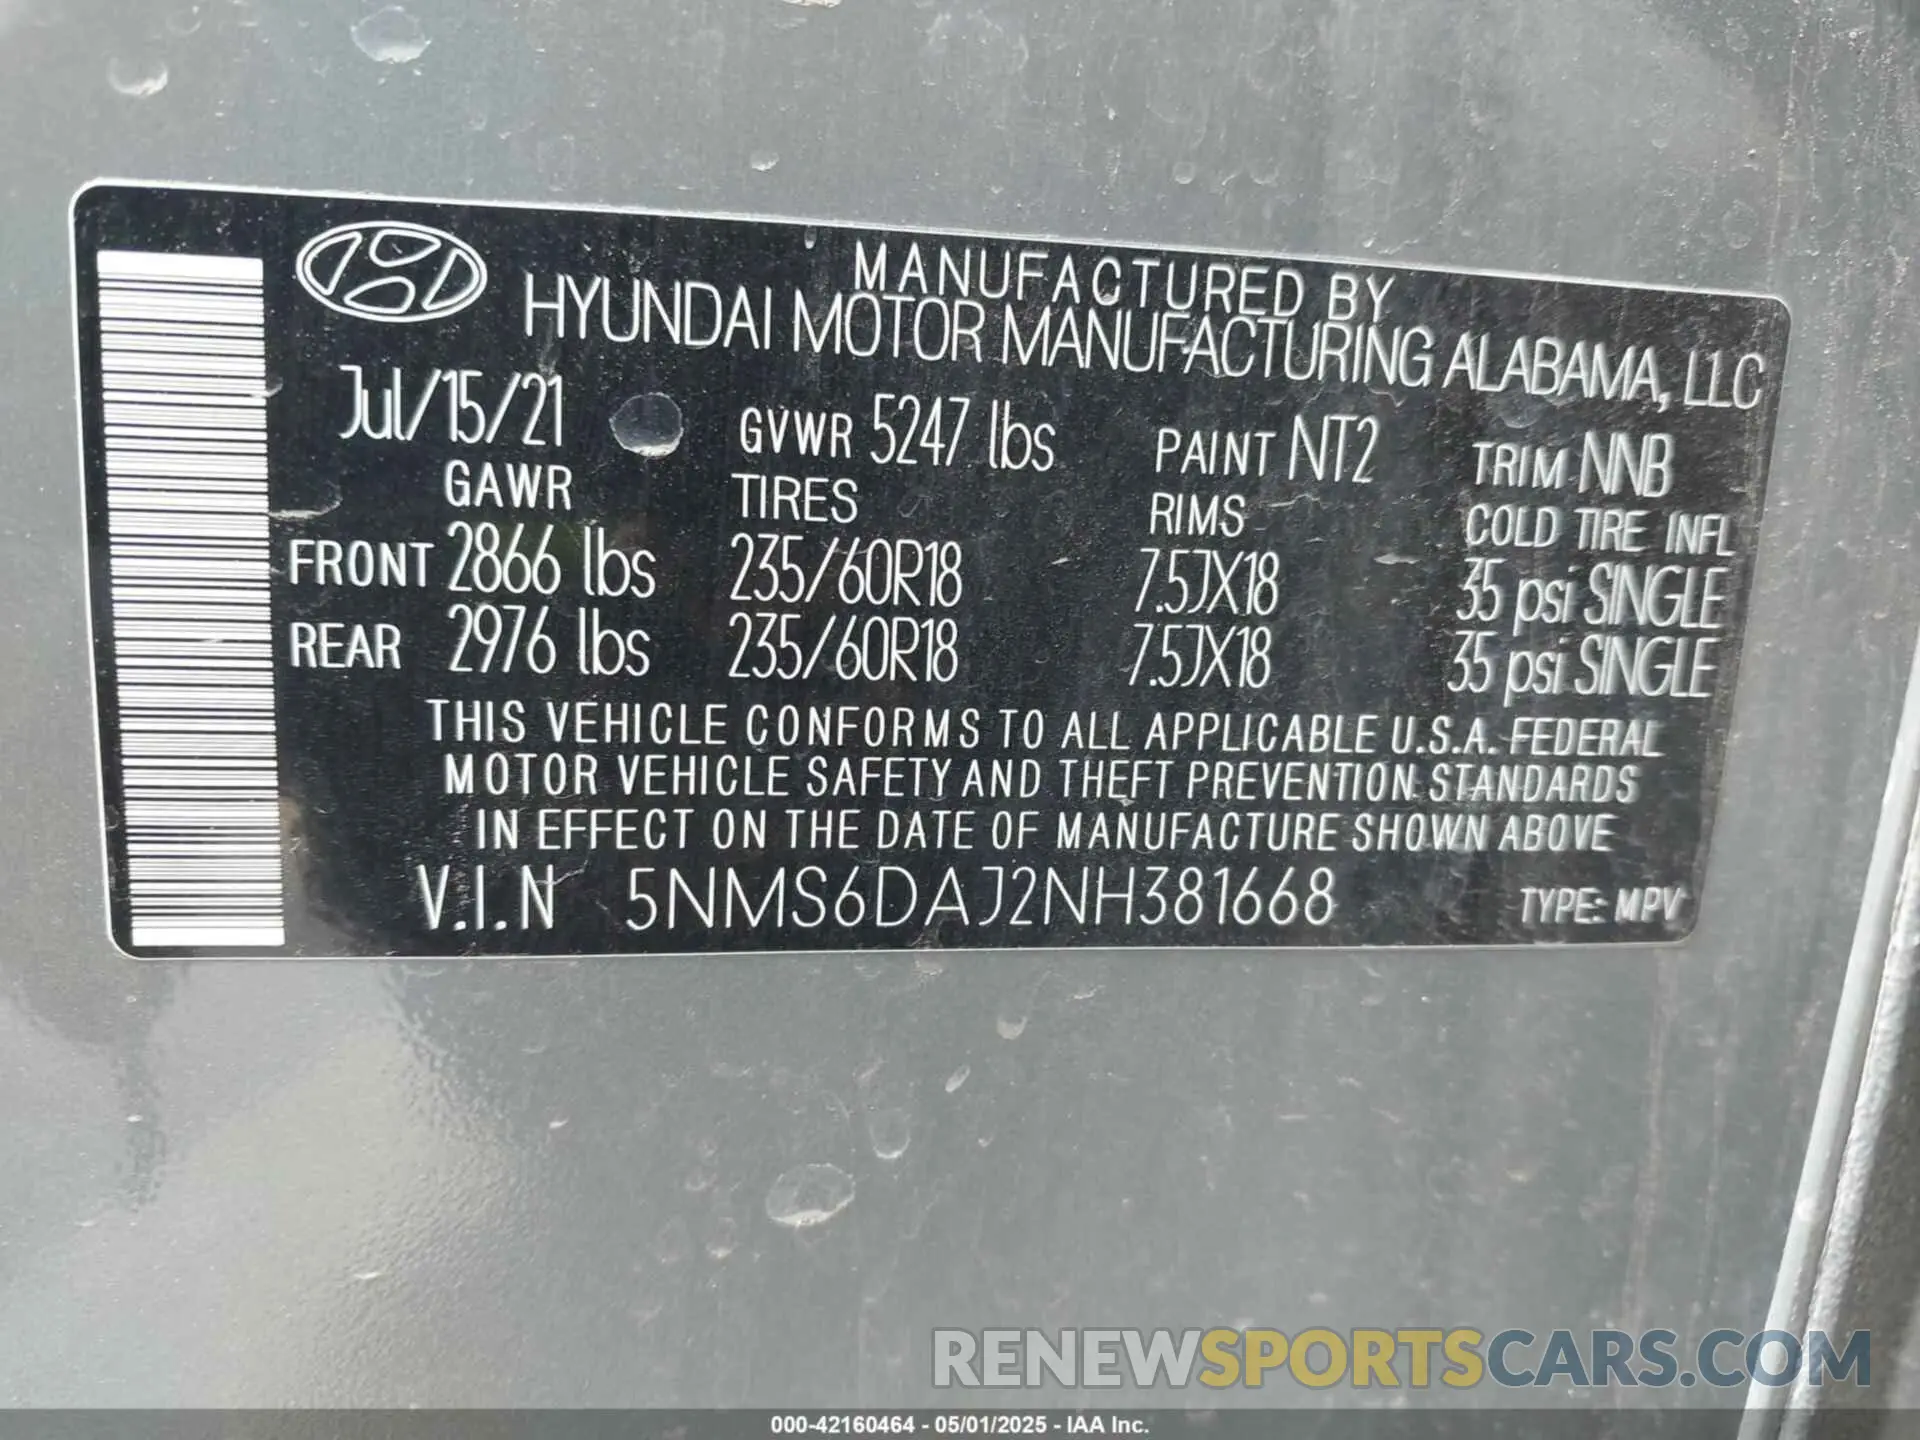 MANUFACTURED BY
HYUNDAI MOTOR MANUFACTURING ALABAMA, LLC
Jul/15/21 GVWR 5247 lbs PAINT NT2 TRIM NNB
GAWR TIRES RIMS COLD TIRE INFL
FRONT 2866 lbs 235/60R18 7.5JX18 35 psi SINGLE
REAR 2976 lbs 235/60R18 7.5JX18 35 psi SINGLE
THIS VEHICLE CONFORMS TO ALL APPLICABLE U.S.A. FEDERAL
MOTOR VEHICLE SAFETY AND THEFT PREVENTION STANDARDS
IN EFFECT ON THE DATE OF MANUFACTURE SHOWN ABOVE
V.I.N 5NMS6DAJ2NH381668 TYPE: MPV
RENEWSPORTSCARS.COM
000-42160464 - 05/01/2025 - IAA Inc.